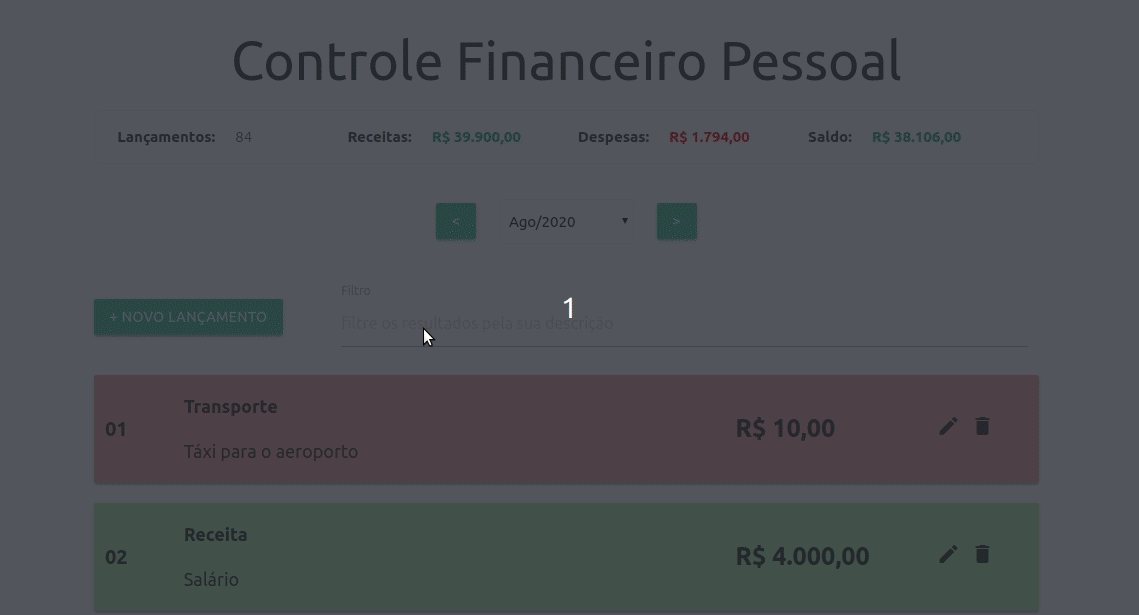 Controle Financeiro Pessoal
Lançamentos: 84 Receitas: R$ 39.900,00 Despesas: R$ 1.794,00 Saldo: R$ 38.106,00
< Ago/2020 >
Filtro
1
+ NOVO LANÇAMENTO filtre os resultados pela sua descrição
Transporte
01 R$ 10,00
Táxi para o aeroporto
Receita
02 R$ 4.000,00
Salário